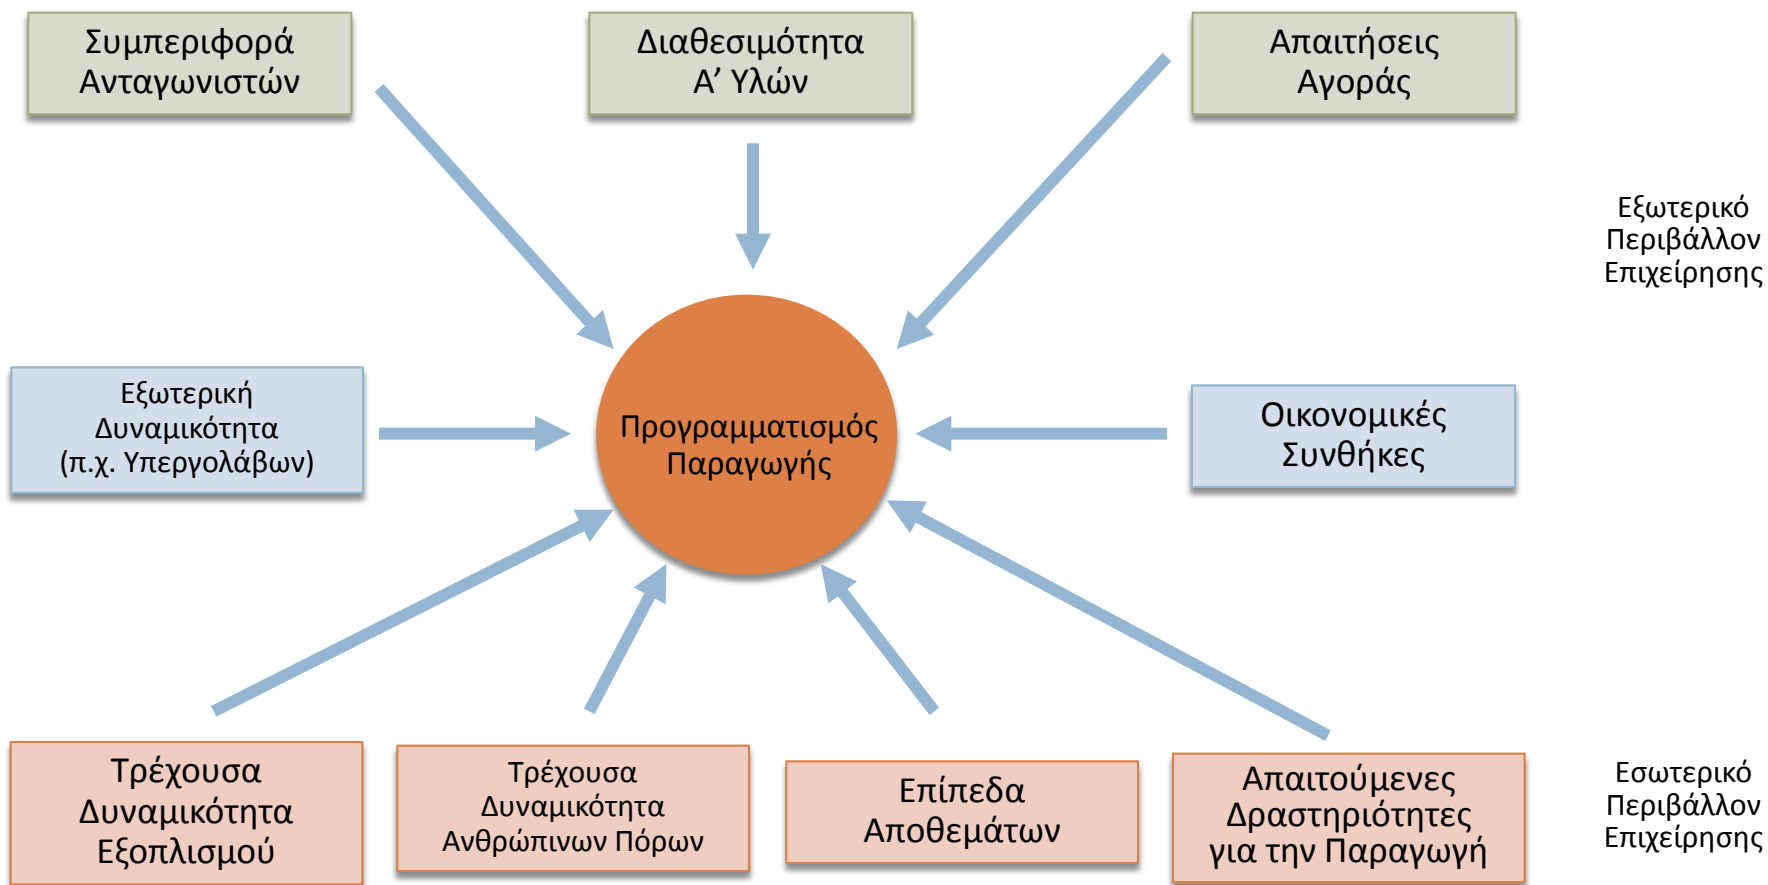 Συμπεριφορά
Ανταγωνιστών
Διαθεσιμότητα
Α’ Υλών
Απαιτήσεις
Αγοράς
Εξωτερικό
Περιβάλλον
Επιχείρησης
Εξωτερική
Δυναμικότητα
(π.χ. Υπεργολάβων)
Προγραμματισμός
Παραγωγής
Οικονομικές
Συνθήκες
Τρέχουσα
Δυναμικότητα
Εξοπλισμού
Τρέχουσα
Δυναμικότητα
Ανθρώπινων Πόρων
Επίπεδα
Αποθεμάτων
Απαιτούμενες
Δραστηριότητες
για την Παραγωγή
Εσωτερικό
Περιβάλλον
Επιχείρησης